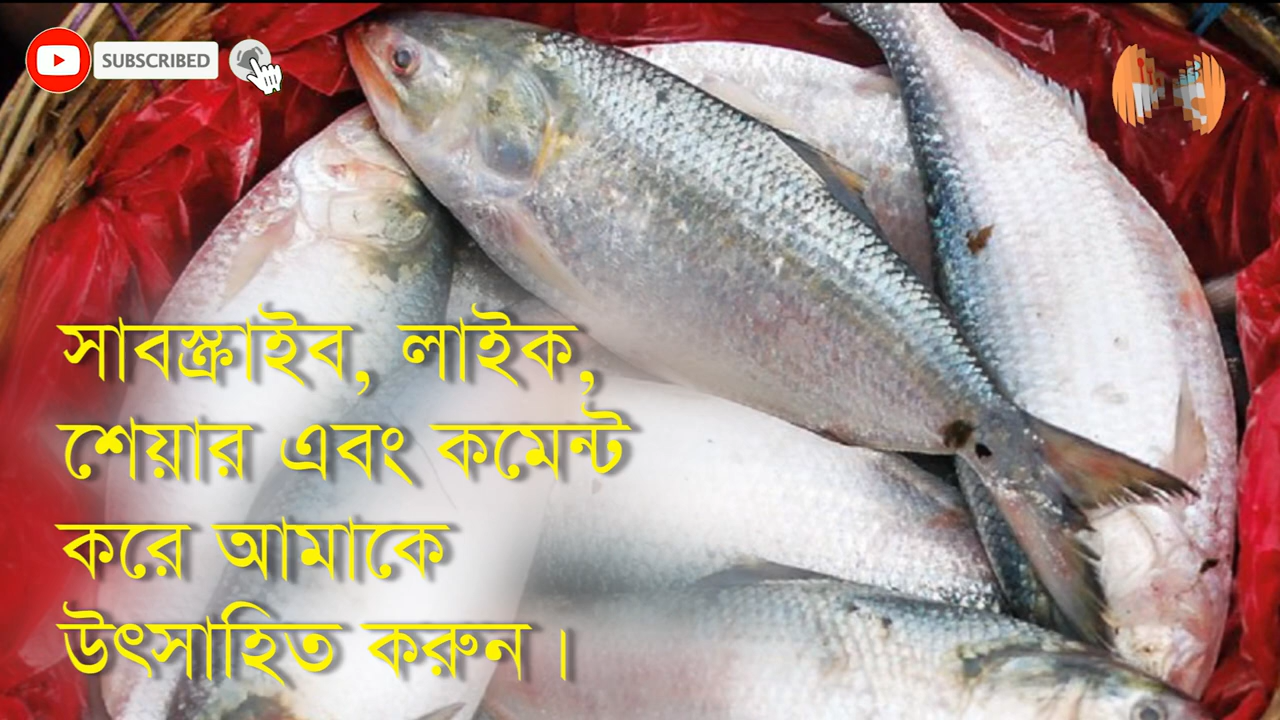 SUBSCRIBED
সাবস্ক্রাইব, লাইক,
শেয়ার এবং কমেন্ট
করে আমাকে
উৎসাহিত করুন।